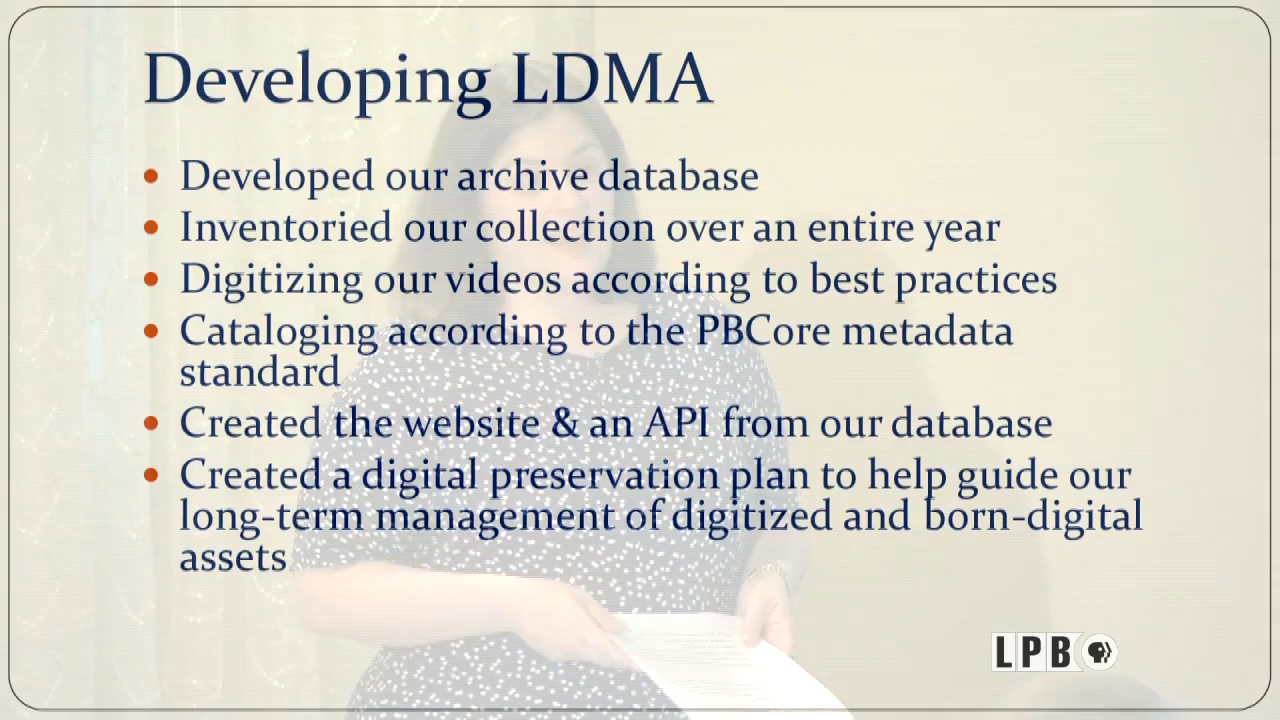 Developing LDMA
• Developed our archive database
• Inventoried our collection over an entire year
• Digitizing our videos according to best practices
• Cataloging according to the PBCore metadata
standard
• Created the website & an API from our database
• Created a digital preservation plan to help guide our
long-term management of digitized and born-digital
assets
LPB